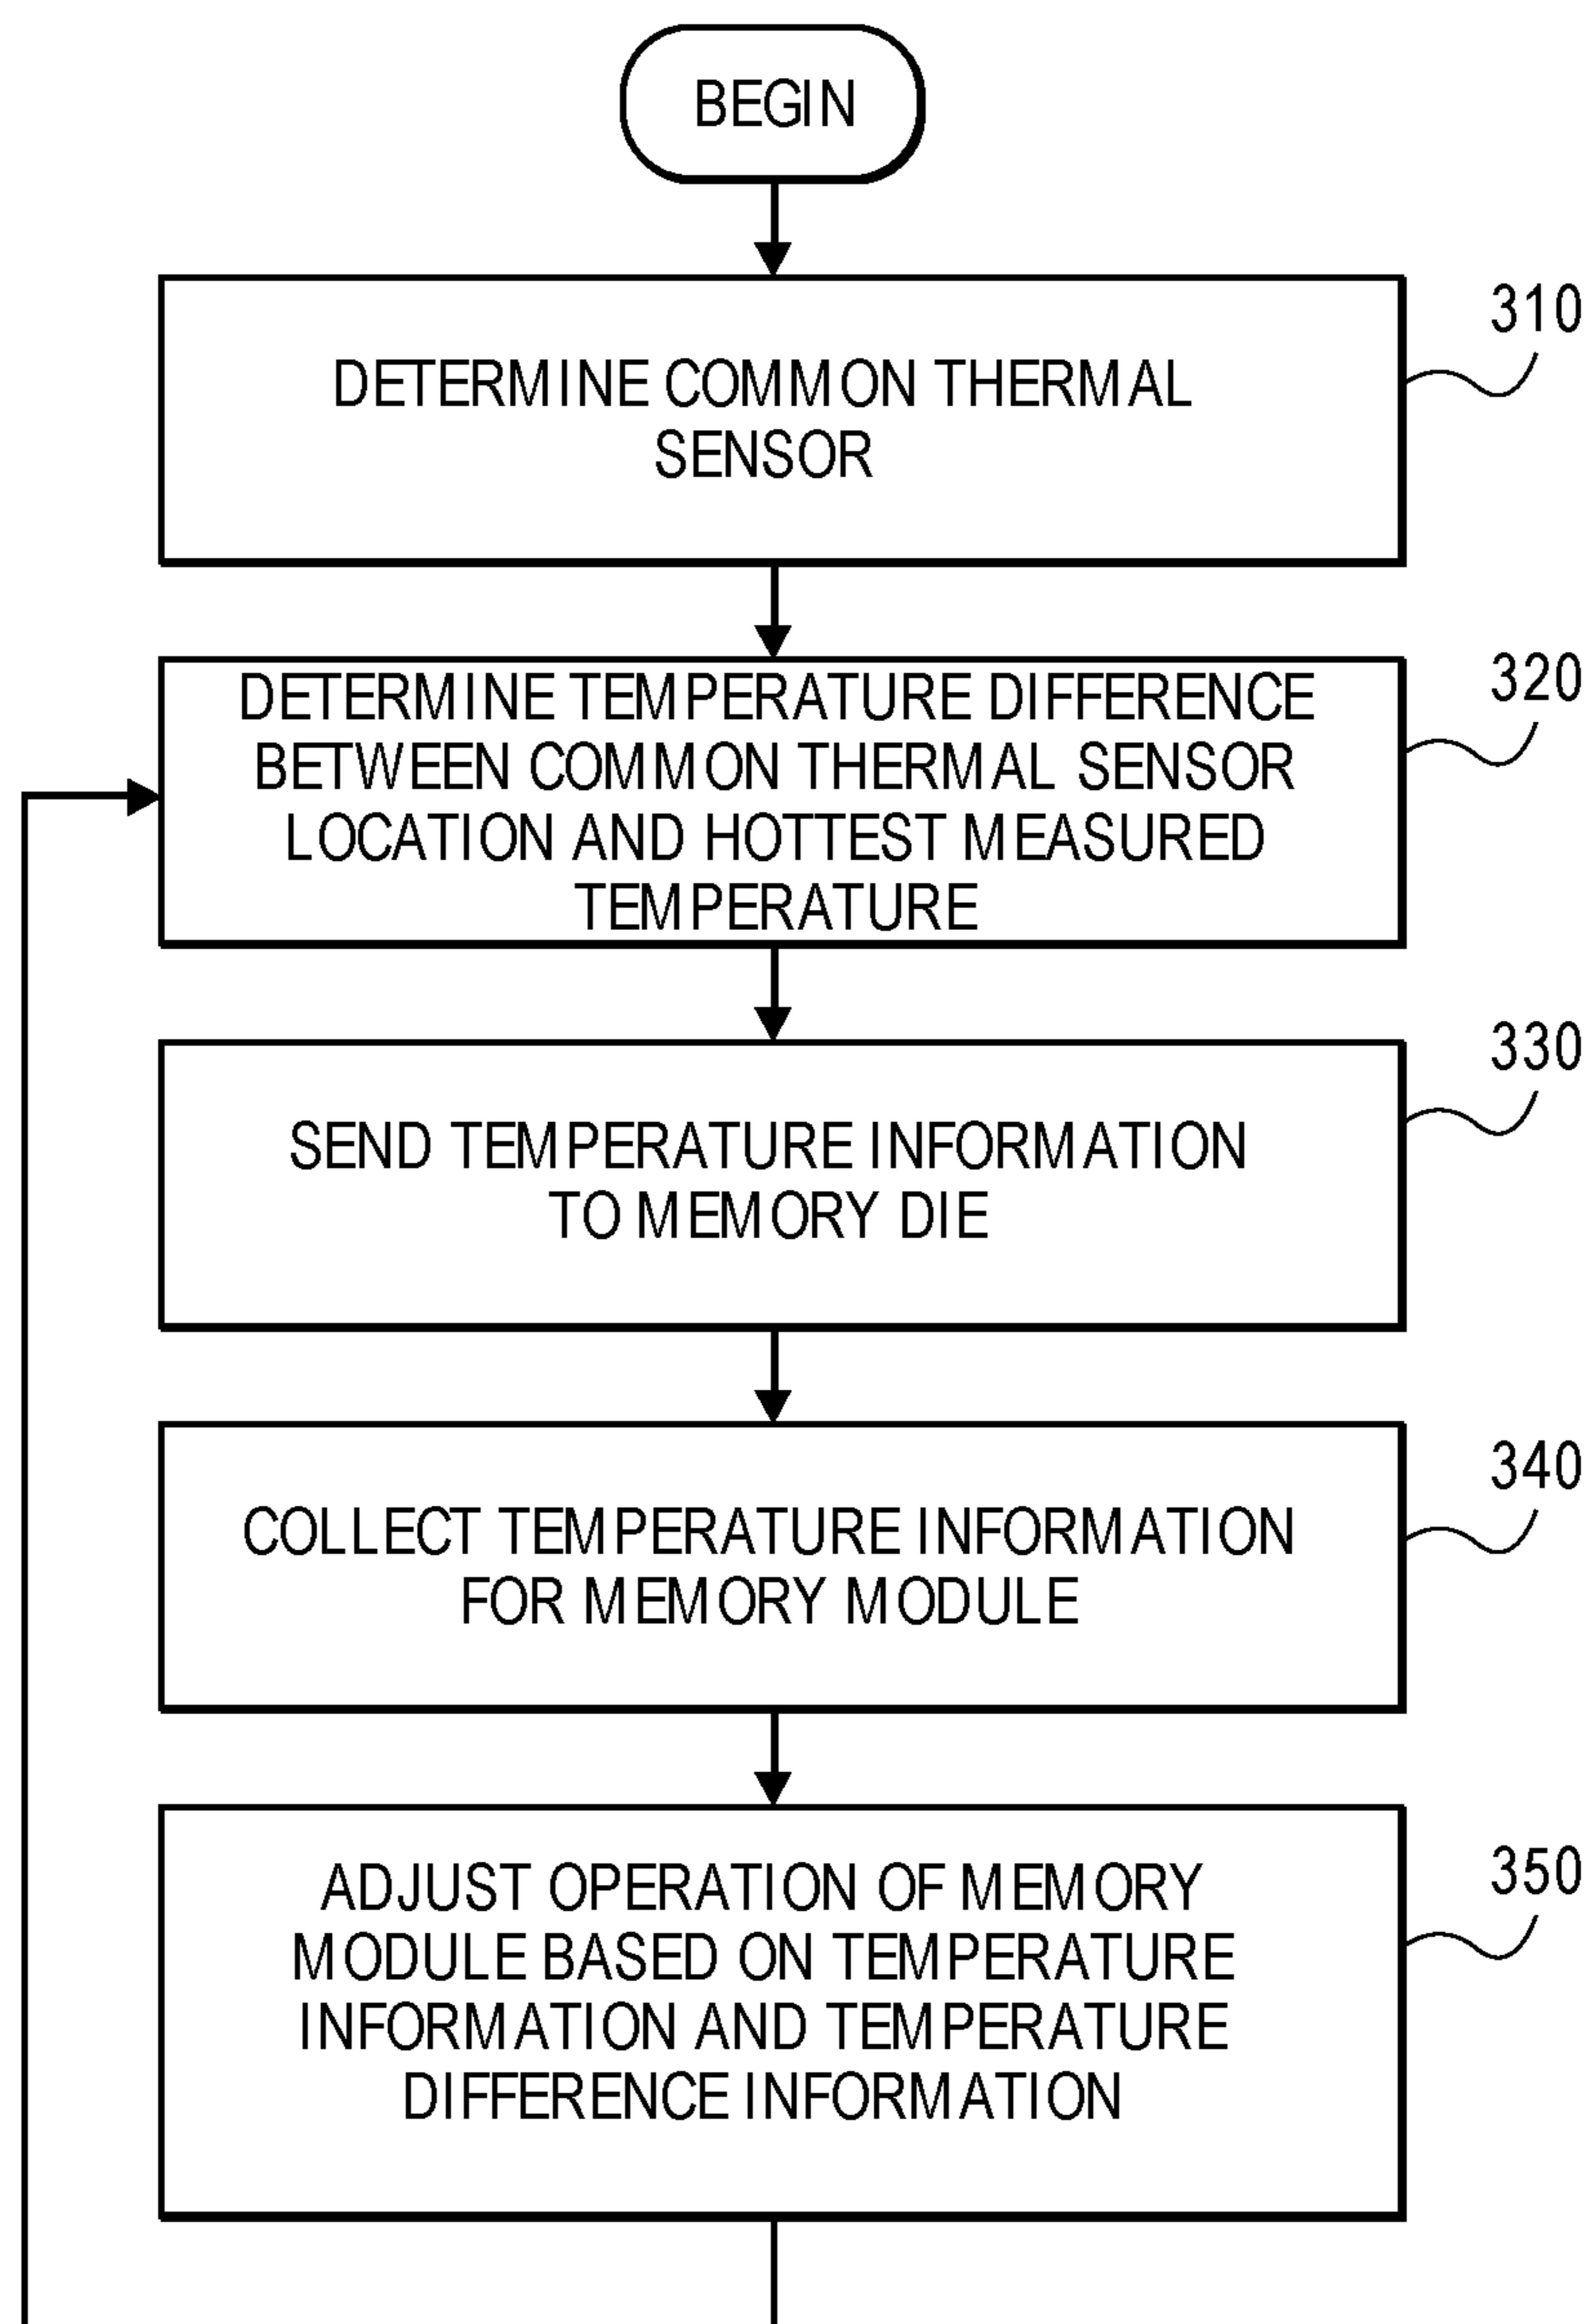 BEGIN
310
DETERMINE COMMON THERMAL
SENSOR
320
DETERMINE TEMPERATURE DIFFERENCE
BETWEEN COMMON THERMAL SENSOR
LOCATION AND HOTTEST MEASURED
TEMPERATURE
330
SEND TEMPERATURE INFORMATION
TO MEMORY DIE
340
COLLECT TEMPERATURE INFORMATION
FOR MEMORY MODULE
350
ADJUST OPERATION OF MEMORY
MODULE BASED ON TEMPERATURE
INFORMATION AND TEMPERATURE
DIFFERENCE INFORMATION